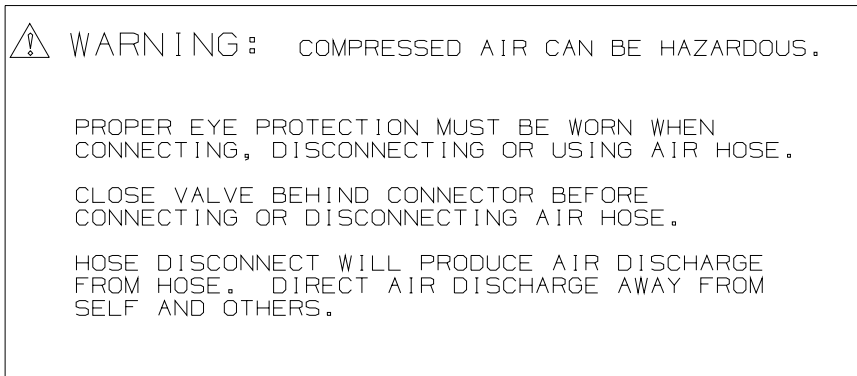 WARNING: COMPRESSED AIR CAN BE HAZARDOUS.
PROPER EYE PROTECTION MUST BE WORN WHEN
CONNECTING, DISCONNECTING OR USING AIR HOSE.
CLOSE VALVE BEHIND CONNECTOR BEFORE
CONNECTING OR DISCONNECTING AIR HOSE.
HOSE DISCONNECT WILL PRODUCE AIR DISCHARGE
FROM HOSE. DIRECT AIR DISCHARGE AWAY FROM
SELF AND OTHERS.